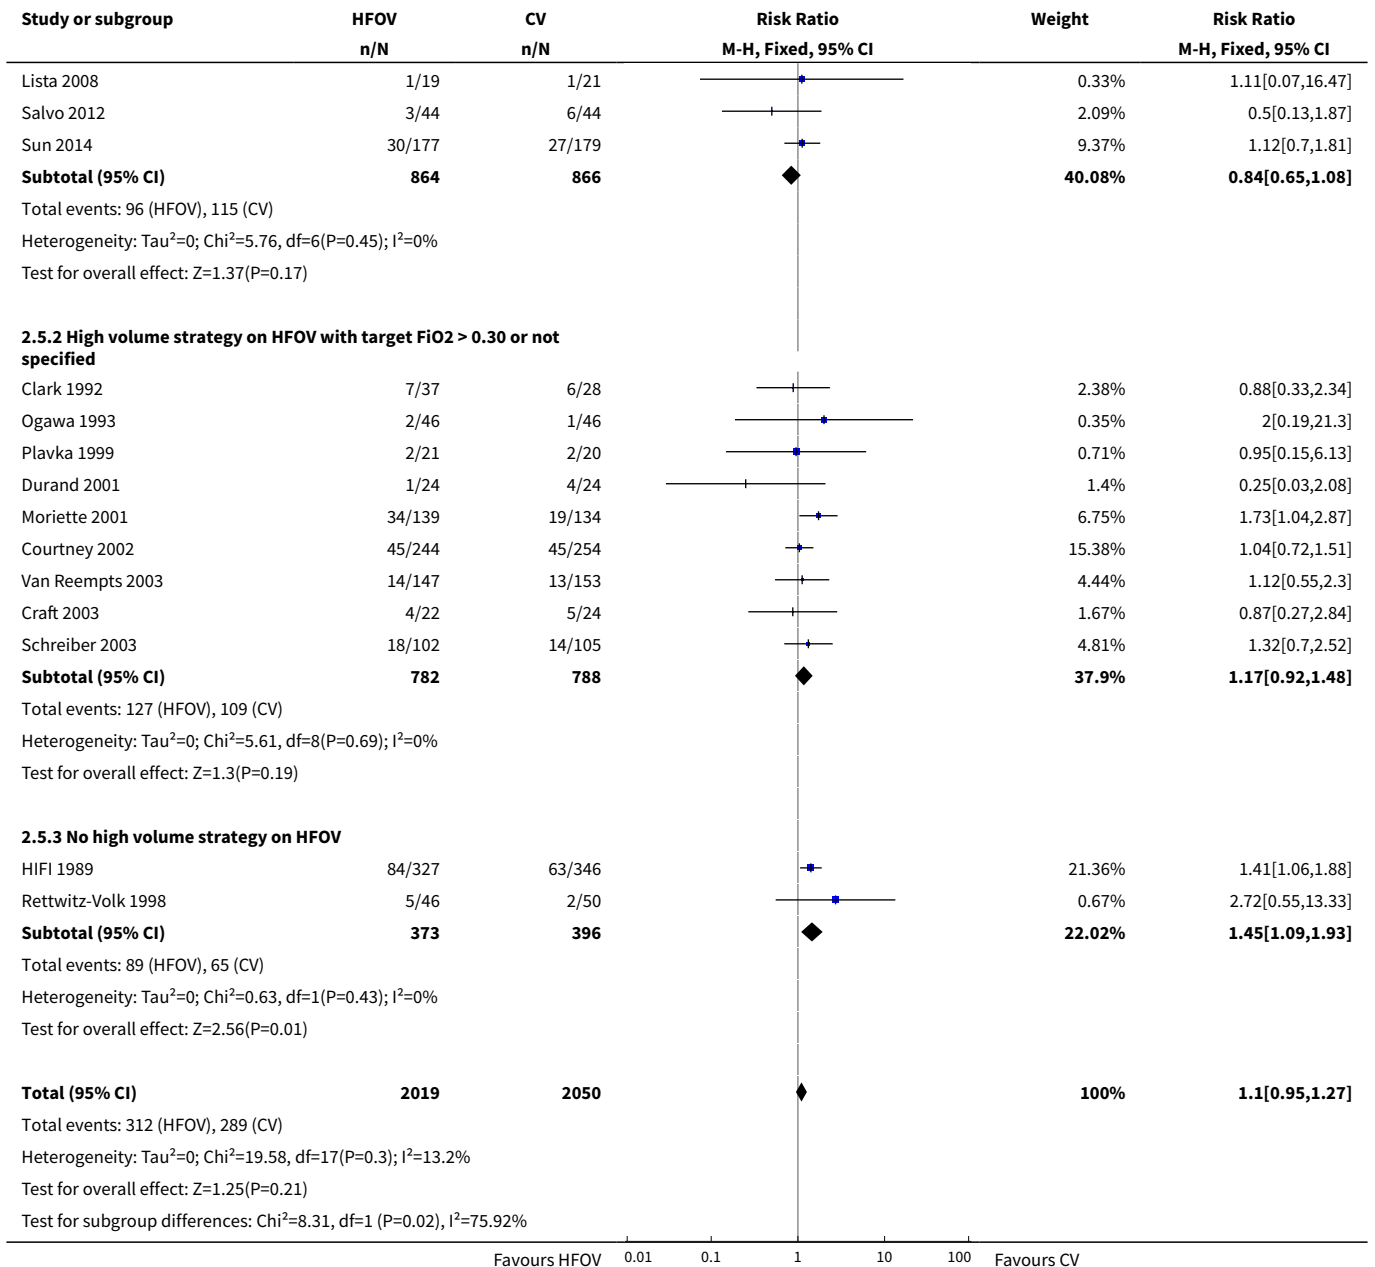 Study or subgroup HFOV CV Risk Ratio Weight Risk Ratio
n/N n/N M-H, Fixed, 95% CI M-H, Fixed, 95% CI
Lista 2008 1/19 1/21 0.33% 1.11[0.07,16.47]
Salvo 2012 3/44 6/44 2.09% 0.5[0.13,1.87]
Sun 2014 30/177 27/179 9.37% 1.12[0.7,1.81]
Subtotal (95% CI) 864 866 40.08% 0.84[0.65,1.08]
Total events: 96 (HFOV), 115 (CV)
Heterogeneity: Tau²=0; Chi²=5.76, df=6(P=0.45); I²=0%
Test for overall effect: Z=1.37(P=0.17)
2.5.2 High volume strategy on HFOV with target FiO2 > 0.30 or not
specified
Clark 1992 7/37 6/28 2.38% 0.88[0.33,2.34]
Ogawa 1993 2/46 1/46 0.35% 2[0.19,21.3]
Plavka 1999 2/21 2/20 0.71% 0.95[0.15,6.13]
Durand 2001 1/24 4/24 1.4% 0.25[0.03,2.08]
Moriette 2001 34/139 19/134 6.75% 1.73[1.04,2.87]
Courtney 2002 45/244 45/254 15.38% 1.04[0.72,1.51]
Van Reempts 2003 14/147 13/153 4.44% 1.12[0.55,2.3]
Craft 2003 4/22 5/24 1.67% 0.87[0.27,2.84]
Schreiber 2003 18/102 14/105 4.81% 1.32[0.7,2.52]
Subtotal (95% CI) 782 788 37.9% 1.17[0.92,1.48]
Total events: 127 (HFOV), 109 (CV)
Heterogeneity: Tau²=0; Chi²=5.61, df=8(P=0.69); I²=0%
Test for overall effect: Z=1.3(P=0.19)
2.5.3 No high volume strategy on HFOV
HIFI 1989 84/327 63/346 21.36% 1.41[1.06,1.88]
Rettwitz-Volk 1998 5/46 2/50 0.67% 2.72[0.55,13.33]
Subtotal (95% CI) 373 396 22.02% 1.45[1.09,1.93]
Total events: 89 (HFOV), 65 (CV)
Heterogeneity: Tau²=0; Chi²=0.63, df=1(P=0.43); I²=0%
Test for overall effect: Z=2.56(P=0.01)
Total (95% CI) 2019 2050 100% 1.1[0.95,1.27]
Total events: 312 (HFOV), 289 (CV)
Heterogeneity: Tau²=0; Chi²=19.58, df=17(P=0.3); I²=13.2%
Test for overall effect: Z=1.25(P=0.21)
Test for subgroup differences: Chi²=8.31, df=1 (P=0.02), I²=75.92%
Favours HFOV 0.01 0.1 1 10 100 Favours CV